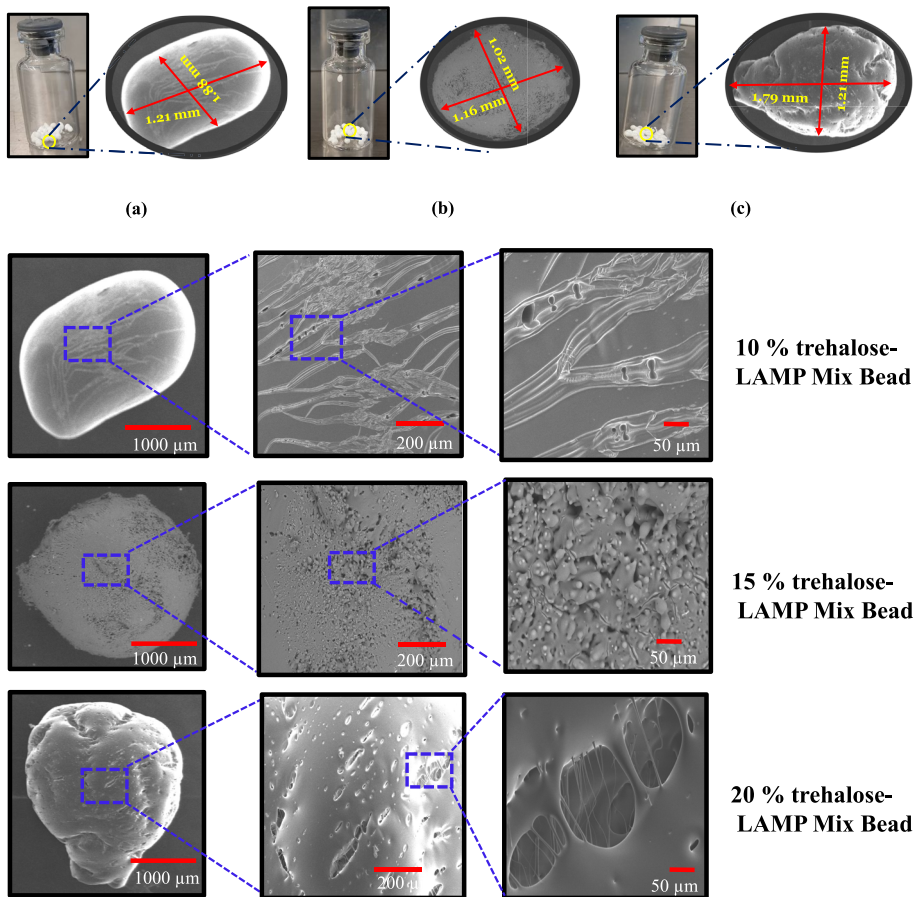 1.88 mm
1.21 mm
1.02 mm
1.16 mm
1.79 mm
1.21 mm
(a)
(b)
(c)
1000 µm
200 µm
50 µm
10 % trehalose-
LAMP Mix Bead
1000 µm
200 µm
50 µm
15 % trehalose-
LAMP Mix Bead
1000 µm
200 µm
50 µm
20 % trehalose-
LAMP Mix Bead